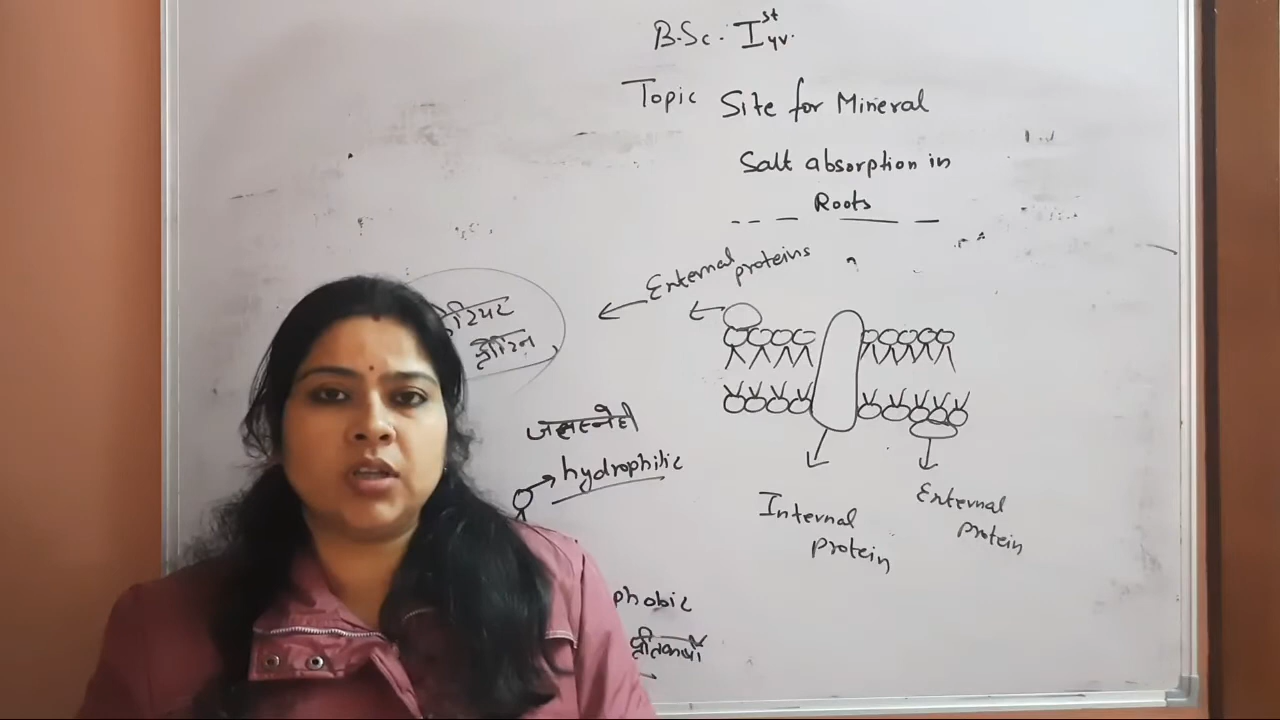 B.Sc. Ist yr.
Topic Site for Mineral
Salt absorption in
Roots
External proteins
प्रोटिन
जलस्नेही
hydrophilic
Internal
protein
External
protein
phobic